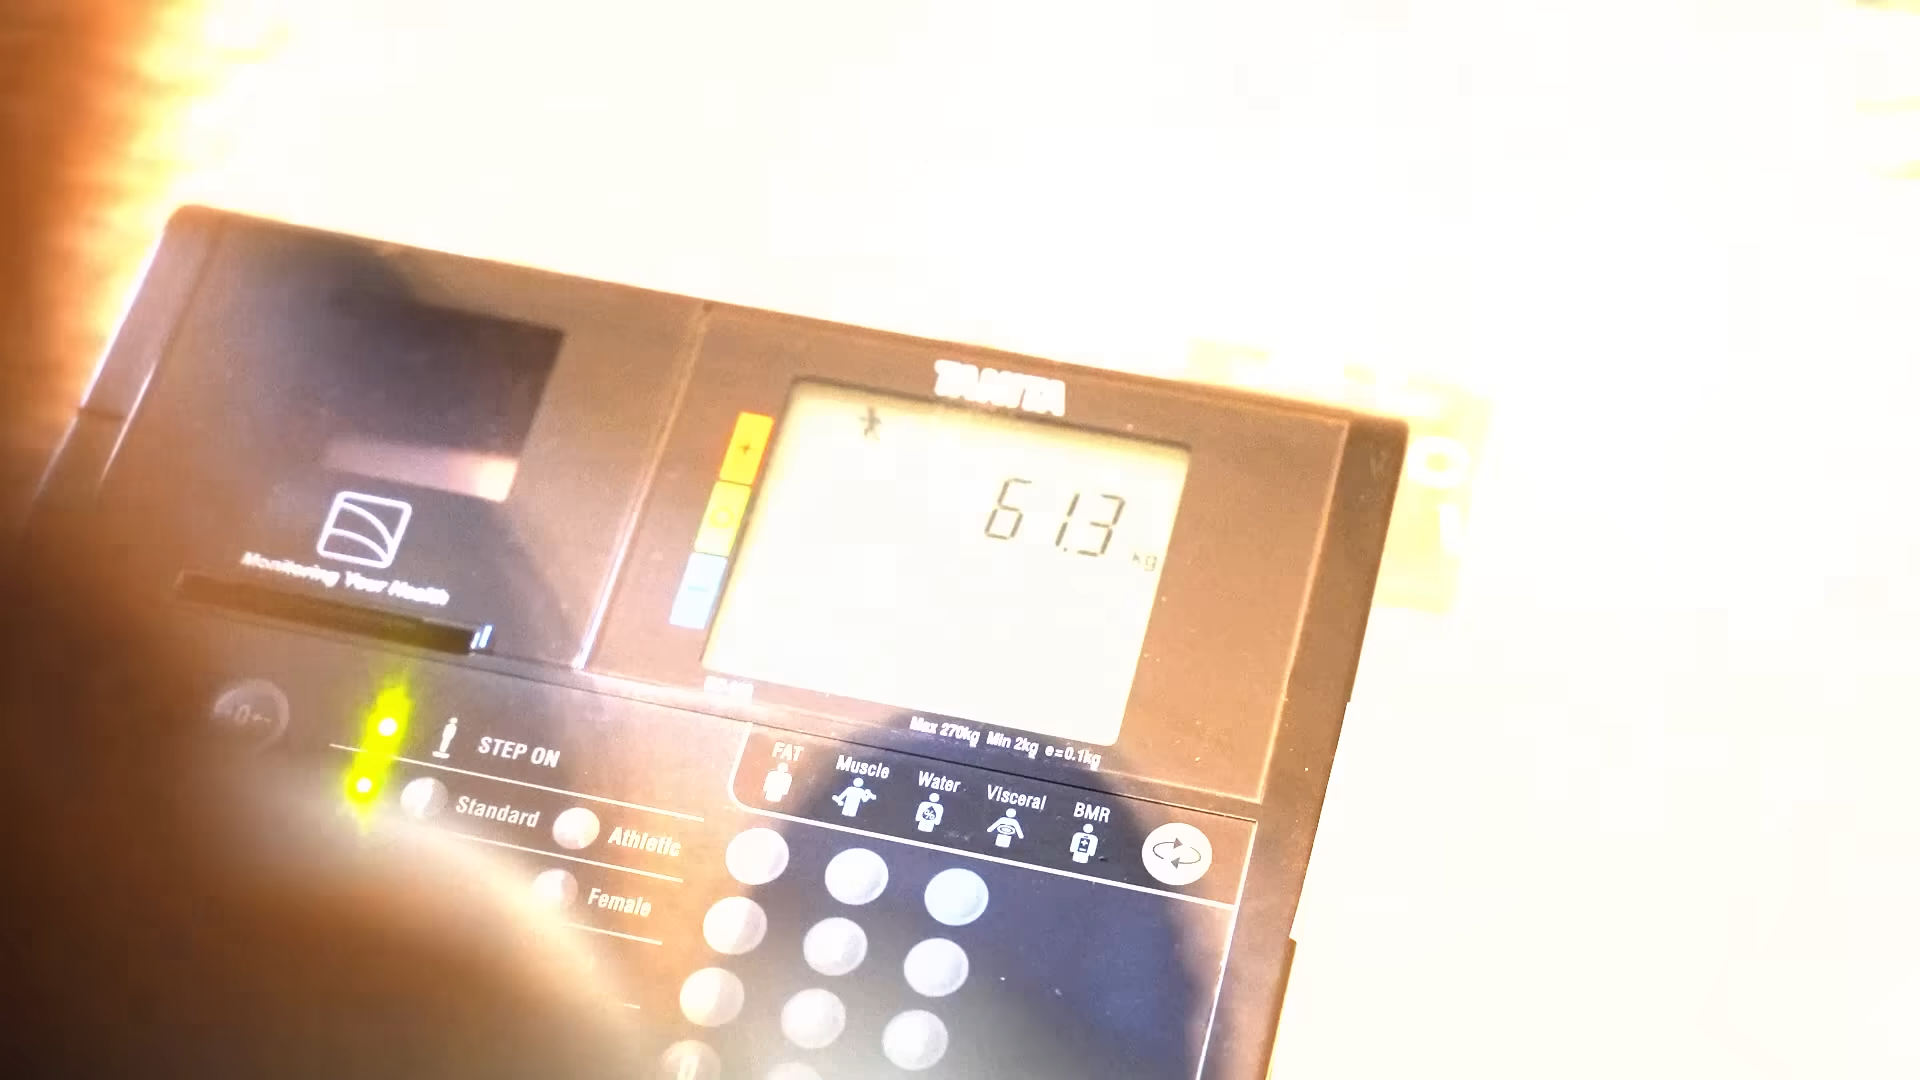 TANITA
61.3 kg
Monitoring Your Health
Max 270kg Min 2kg e=0.1kg
STEP ON
FAT Muscle Water Visceral BMR
Standard Athletic
Female